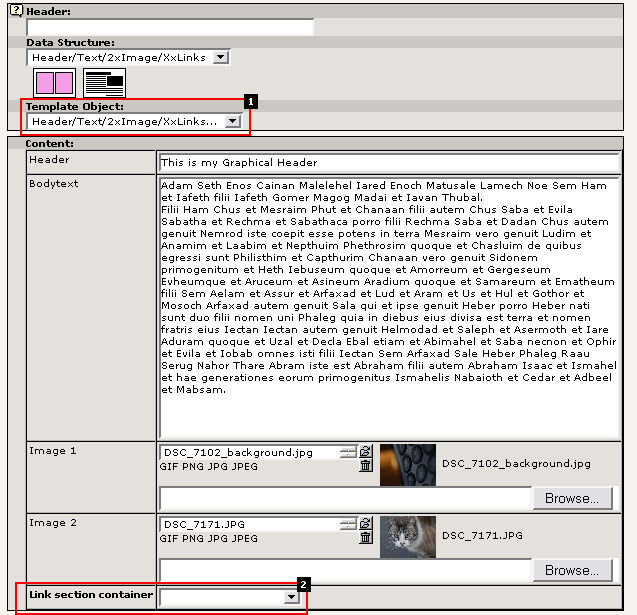 ? Header:
Data Structure:
Header/Text/2xImage/XxLinks
1
Template Object:
Header/Text/2xImage/XxLinks...
Content:
Header
This is my Graphical Header
Bodytext
Adam Seth Enos Cainan Malelehel Iared Enoch Matusale Lamech Noe Sem Ham
et Iafeth filii Iafeth Gomer Magog Madai et Iavan Thubal.
Filii Ham Chus et Mesraim Phut et Chanaan filii autem Chus Saba et Evila
Sabatha et Rechma et Sabathaca porro filii Rechma Saba et Dadan Chus autem
genuit Nemrod iste coepit esse potens in terra Mesraim vero genuit Ludim et
Anamim et Laabim et Nepthuim Phethrosim quoque et Chasluim de quibus
egressi sunt Philisthim et Capthurim Chanaan vero genuit Sidonem
primogenitum et Heth Iebuseum quoque et Amorreum et Gergeseum
Evheumque et Aruceum et Asineum Aradium quoque et Samareum et Ematheum
filii Sem Aelam et Assur et Arfaxad et Lud et Aram et Us et Hul et Gothor et
Mosoch Arfaxad autem genuit Sala qui et ipse genuit Heber porro Heber nati
sunt duo filii nomen uni Phaleg quia in diebus eius divisa est terra et nomen
fratris eius Iectan Iectan autem genuit Helmodad et Saleph et Asermoth et Iare
Aduram quoque et Uzal et Decla Ebal etiam et Abimahel et Saba necnon et Ophir
et Evila et Iobab omnes isti filii Iectan Sem Arfaxad Sale Heber Phaleg Raau
Serug Nahor Thare Abram iste est Abraham filii autem Abraham Isaac et Ismahel
et hae generationes eorum primogenitus Ismahelis Nabaioth et Cedar et Adbeel
et Mabsam.
Image 1
DSC_7102_background.jpg
GIF PNG JPG JPEG
DSC_7102_background.jpg
Browse...
Image 2
DSC_7171.JPG
GIF PNG JPG JPEG
DSC_7171.JPG
Browse...
2
Link section container